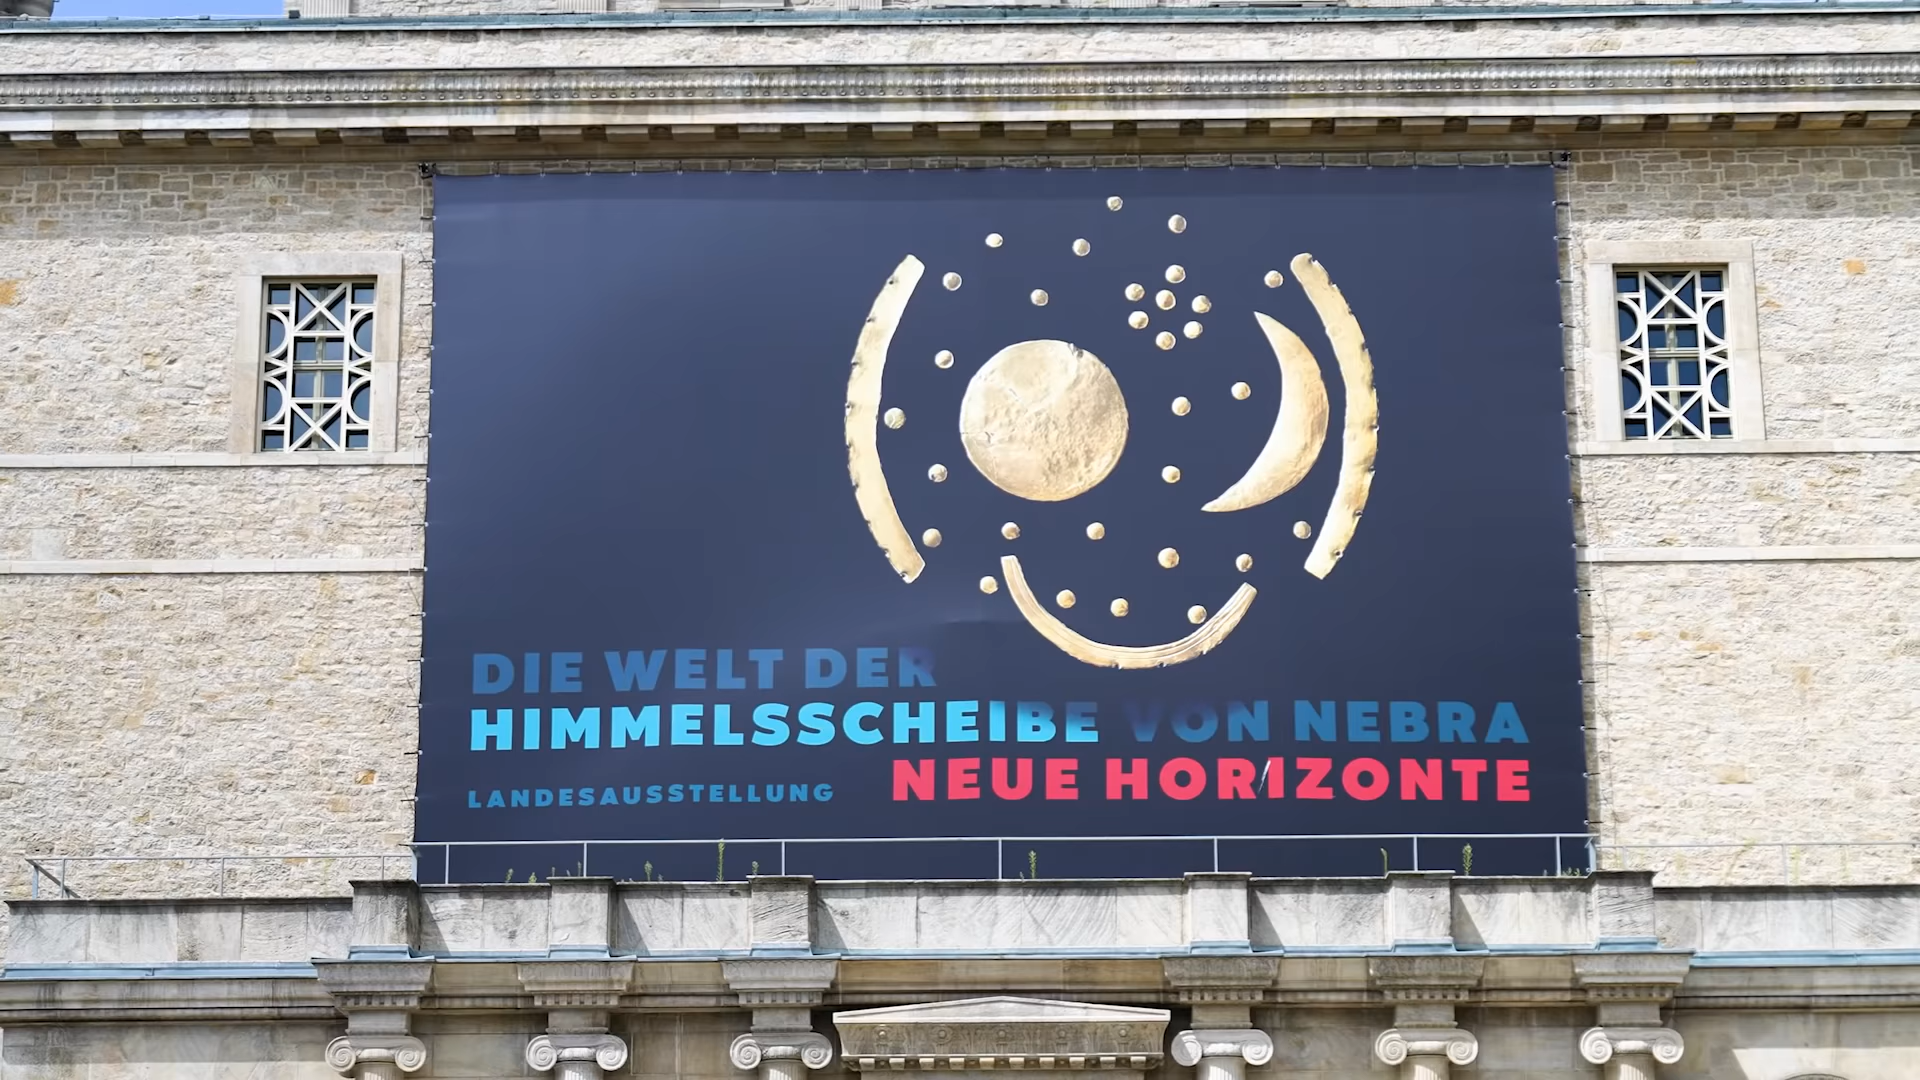 DIE WELT DER
HIMMELSSCHEIBE VON NEBRA
NEUE HORIZONTE
LANDESAUSSTELLUNG